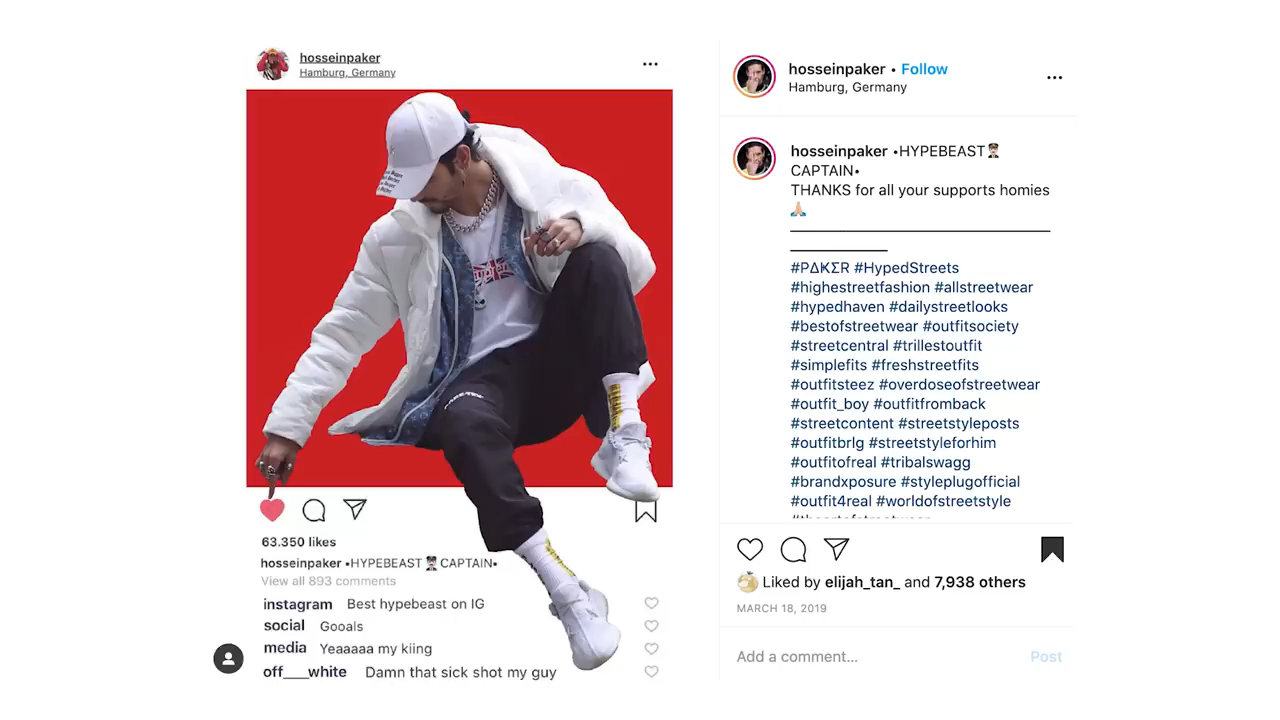 hosseinpaker
Hamburg, Germany
63.350 likes
hosseinpaker •HYPEBEAST👨🏻‍✈️CAPTAIN•
View all 893 comments
instagram Best hypebeast on IG
social Gooals
media Yeaaaaa my kiing
off___white Damn that sick shot my guy
hosseinpaker • Follow
Hamburg, Germany
hosseinpaker •HYPEBEAST👨🏻‍✈️
CAPTAIN•
THANKS for all your supports homies
🙏🏼
#PΔҜΣR #HypedStreets
#highestreetfashion #allstreetwear
#hypedhaven #dailystreetlooks
#bestofstreetwear #outfitsociety
#streetcentral #trillestoutfit
#simplefits #freshstreetfits
#outfitsteez #overdoseofstreetwear
#outfit_boy #outfitfromback
#streetcontent #streetstyleposts
#outfitbrlg #streetstyleforhim
#outfitofreal #tribalswagg
#brandxposure #styleplugofficial
#outfit4real #worldofstreetstyle
Liked by elijah_tan_ and 7,938 others
MARCH 18, 2019
Add a comment... Post